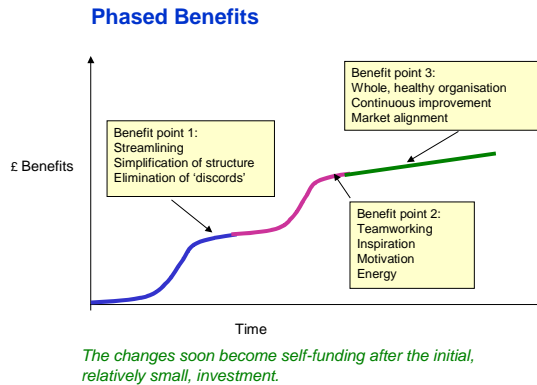 Phased Benefits
Benefit point 3:
Whole, healthy organisation
Continuous improvement
Market alignment
Benefit point 1:
Streamlining
Simplification of structure
Elimination of ‘discords’
£ Benefits
Benefit point 2:
Teamworking
Inspiration
Motivation
Energy
Time
The changes soon become self-funding after the initial,
relatively small, investment.